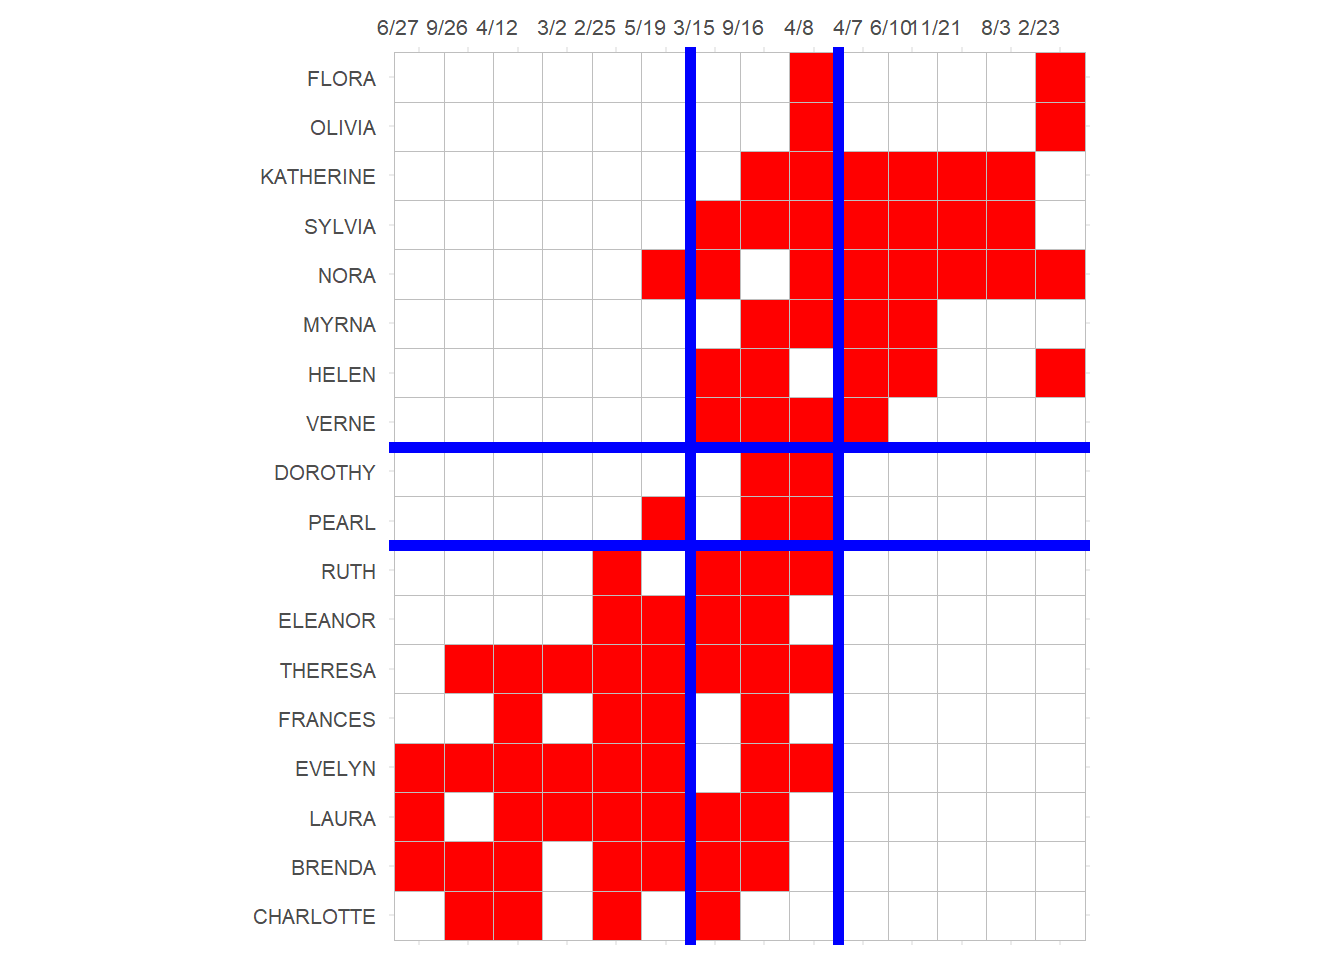 6/27 9/26 4/12 3/2 2/25 5/19 3/15 9/16 4/8 4/7 6/10 11/21 8/3 2/23
FLORA
OLIVIA
KATHERINE
SYLVIA
NORA
MYRNA
HELEN
VERNE
DOROTHY
PEARL
RUTH
ELEANOR
THERESA
FRANCES
EVELYN
LAURA
BRENDA
CHARLOTTE